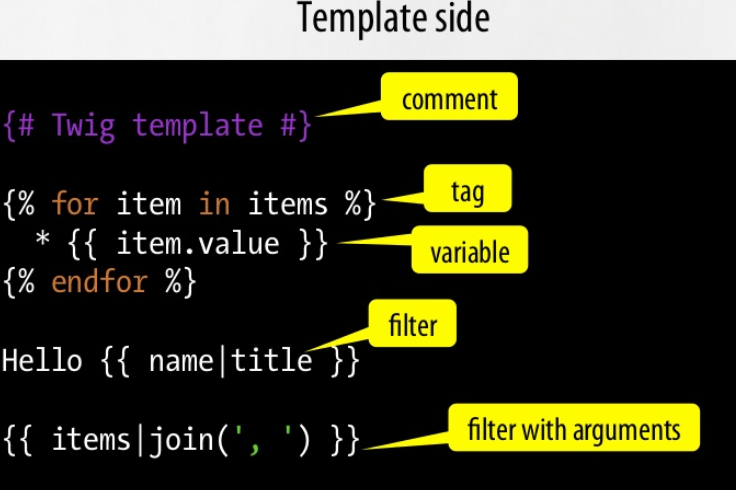 Template side
comment
{# Twig template #}
tag
{% for item in items %}
* {{ item.value }}
variable
{% endfor %}
filter
Hello {{ name|title }}
filter with arguments
{{ items|join(', ') }}